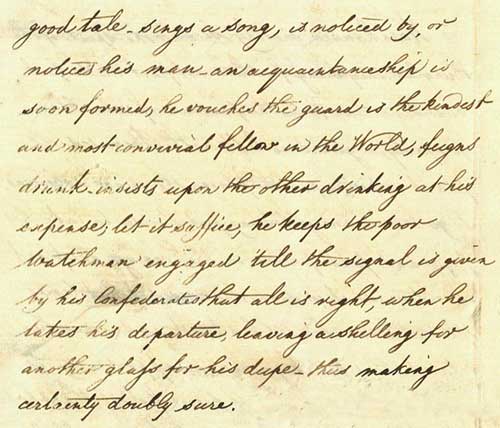 good tale - sings a song, is noticed by, or
notices his man - an acquaintanceship is
soon formed, he vouches the guard is the kindest
and most convivial fellow in the World, feigns
drunk - insists upon the other drinking at his
expense, let it suffice, he keeps the poor
watchman engaged 'till the signal is given
by his Confederates that all is right, when he
takes his departure, leaving a shelling for
another glass for his dupe - this making
certainty doubly sure.